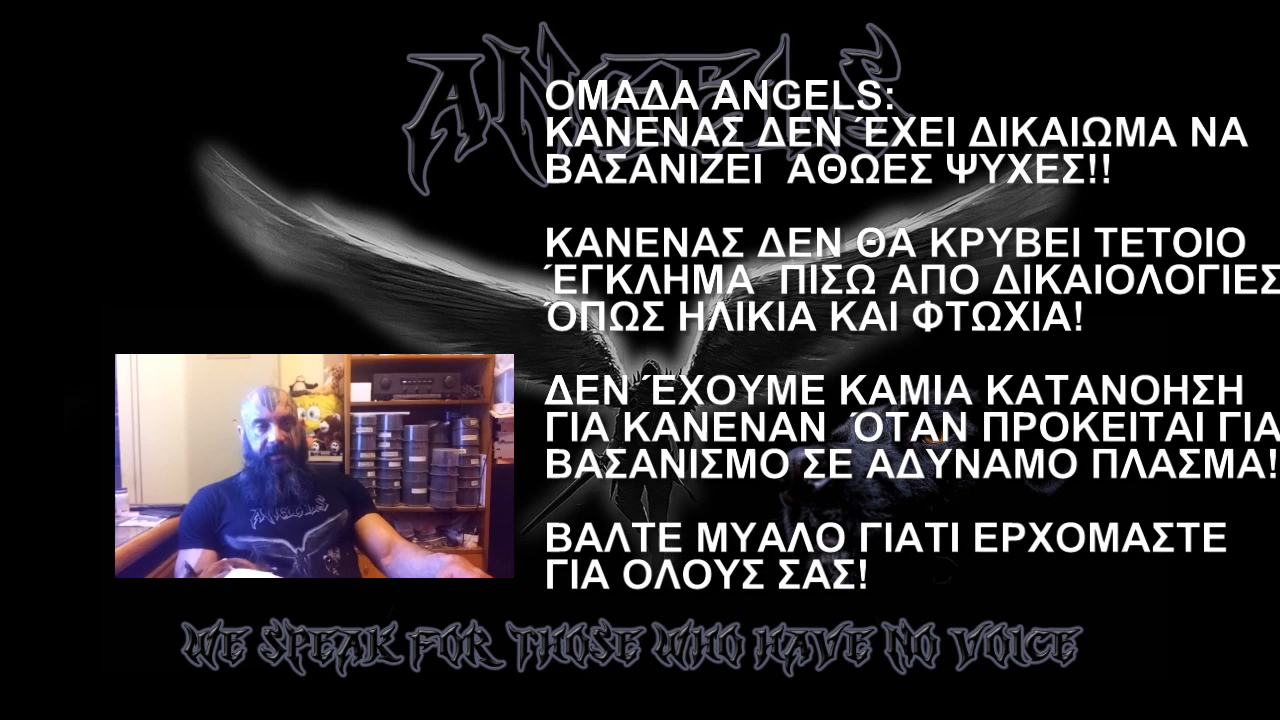 ANGELS
ΟΜΑΔΑ ANGELS:
ΚΑΝΕΝΑΣ ΔΕΝ ΈΧΕΙ ΔΙΚΑΙΩΜΑ ΝΑ
ΒΑΣΑΝΙΖΕΙ ΑΘΩΕΣ ΨΥΧΕΣ!!
ΚΑΝΕΝΑΣ ΔΕΝ ΘΑ ΚΡΥΒΕΙ ΤΕΤΟΙΟ
ΈΓΚΛΗΜΑ ΠΙΣΩ ΑΠΟ ΔΙΚΑΙΟΛΟΓΙΕΣ
ΌΠΩΣ ΗΛΙΚΙΑ ΚΑΙ ΦΤΩΧΙΑ!
ΔΕΝ ΈΧΟΥΜΕ ΚΑΜΙΑ ΚΑΤΑΝΟΗΣΗ
ΓΙΑ ΚΑΝΕΝΑΝ ΌΤΑΝ ΠΡΟΚΕΙΤΑΙ ΓΙΑ
ΒΑΣΑΝΙΣΜΟ ΣΕ ΑΔΥΝΑΜΟ ΠΛΑΣΜΑ!
ΒΑΛΤΕ ΜΥΑΛΟ ΓΙΑΤΙ ΕΡΧΟΜΑΣΤΕ
ΓΙΑ ΟΛΟΥΣ ΣΑΣ!
ANGELS
WE SPEAK FOR THOSE WHO HAVE NO VOICE